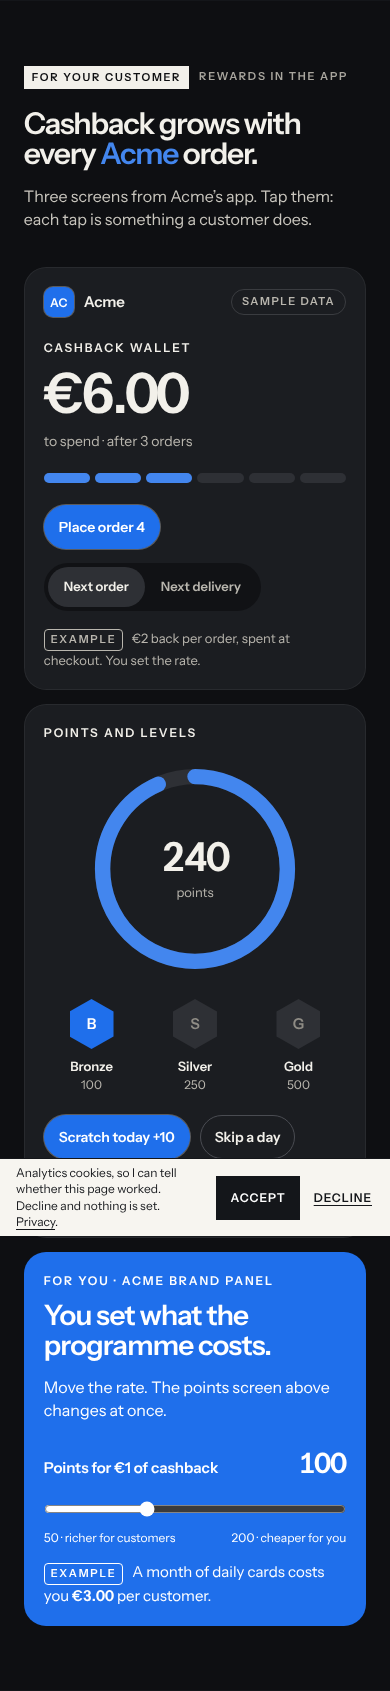 FOR YOUR CUSTOMER REWARDS IN THE APP
Cashback grows with
every Acme order.
Three screens from Acme's app. Tap them:
each tap is something a customer does.
AC Acme SAMPLE DATA
CASHBACK WALLET
€6.00
to spend · after 3 orders
Place order 4
Next order Next delivery
EXAMPLE €2 back per order, spent at
checkout. You set the rate.
POINTS AND LEVELS
240
points
B S G
Bronze Silver Gold
100 250 500
Scratch today +10 Skip a day
Analytics cookies, so I can tell
whether this page worked.
Decline and nothing is set.
Privacy.
ACCEPT DECLINE
FOR YOU · ACME BRAND PANEL
You set what the
programme costs.
Move the rate. The points screen above
changes at once.
Points for €1 of cashback 100
50 · richer for customers 200 · cheaper for you
EXAMPLE A month of daily cards costs
you €3.00 per customer.